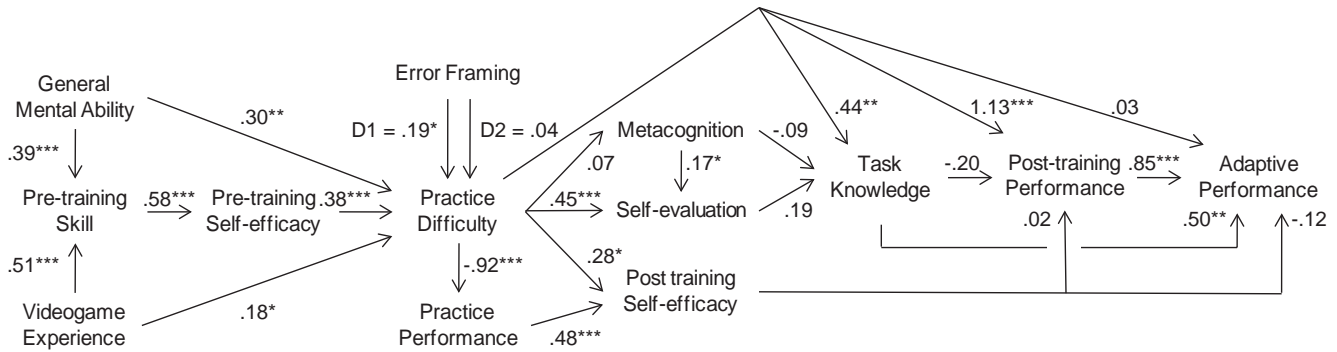 Error Framing
General
Mental Ability
.30**
D1 = .19*
D2 = .04
.44**
1.13***
.03
Metacognition
-.09
.39***
.07
.17*
Task
Knowledge
-.20
Post-training
Performance
.85***
Adaptive
Performance
Pre-training
Skill
.58***
Pre-training
Self-efficacy
.38***
Practice
Difficulty
.45***
Self-evaluation
.19
.02
.50**
-.12
.51***
-.92***
.28*
Post training
Self-efficacy
Videogame
Experience
.18*
Practice
Performance
.48***